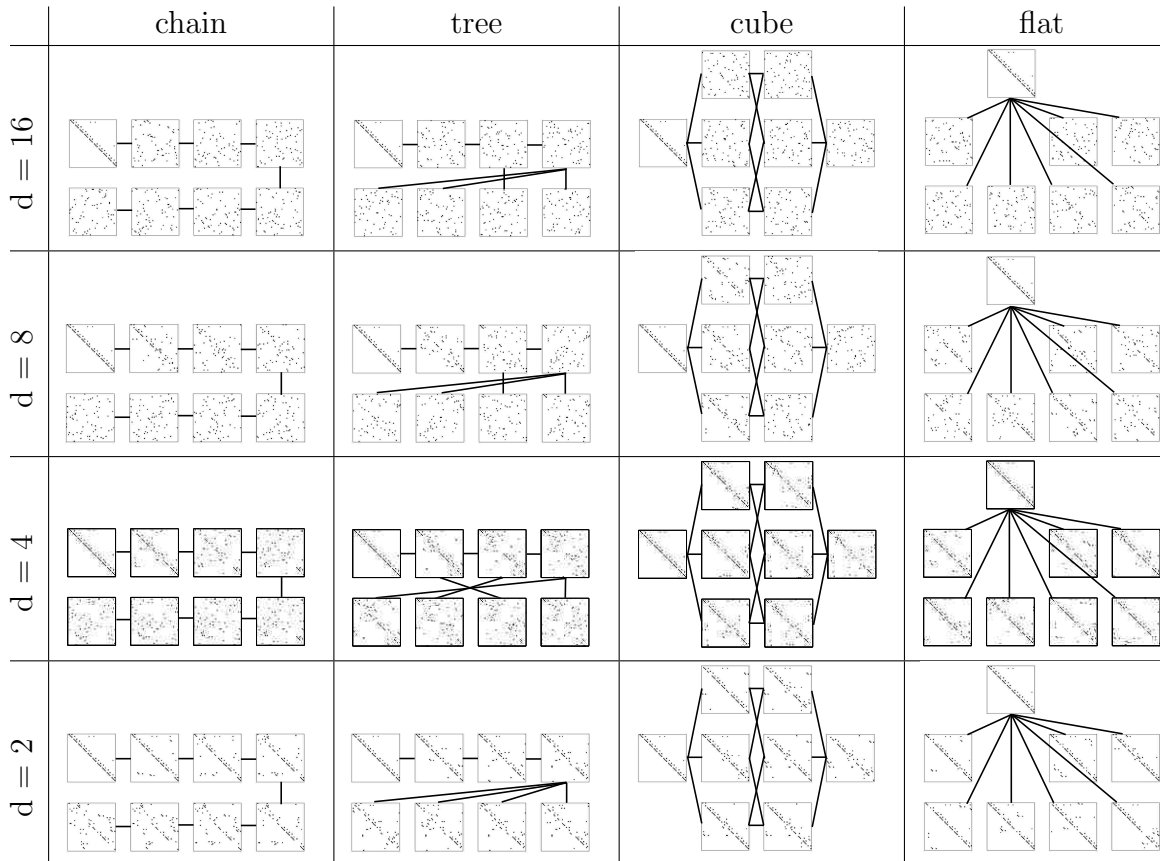 chain tree cube flat
d = 16
d = 8
d = 4
d = 2